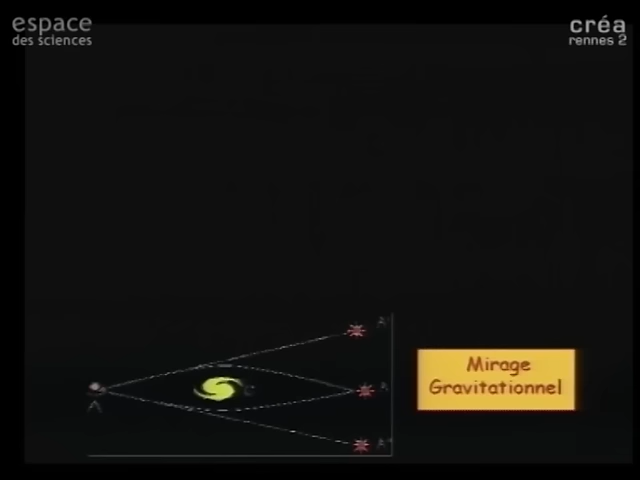 espace
des sciences
créa
rennes 2
Mirage
Gravitationnel
A